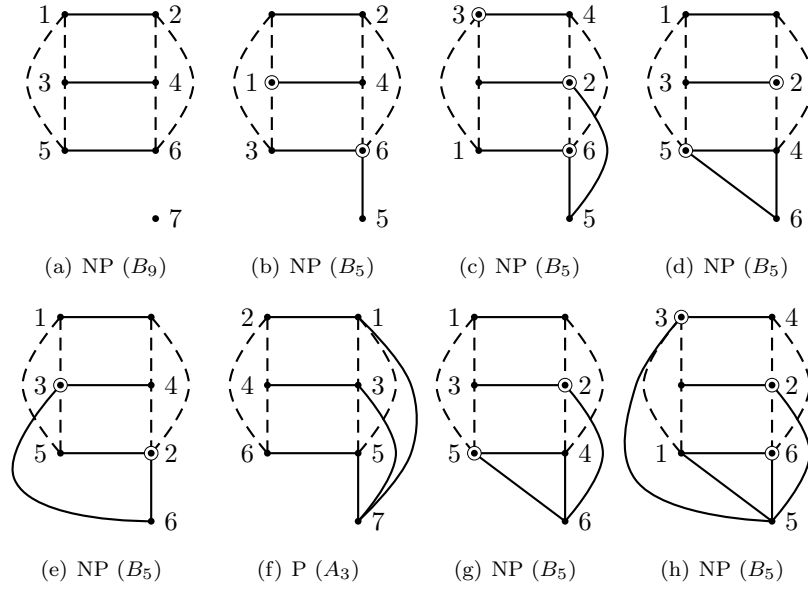 1 2 2 3 4 1
3 4 1 4 2 3 2
5 6 3 6 1 6 5 4
7 5 5 6
(a) NP (B9) (b) NP (B5) (c) NP (B5) (d) NP (B5)
1 2 1 1 3 4
3 4 4 3 3 2 2
5 2 6 5 5 4 1 6
6 7 6 5
(e) NP (B5) (f) P (A3) (g) NP (B5) (h) NP (B5)